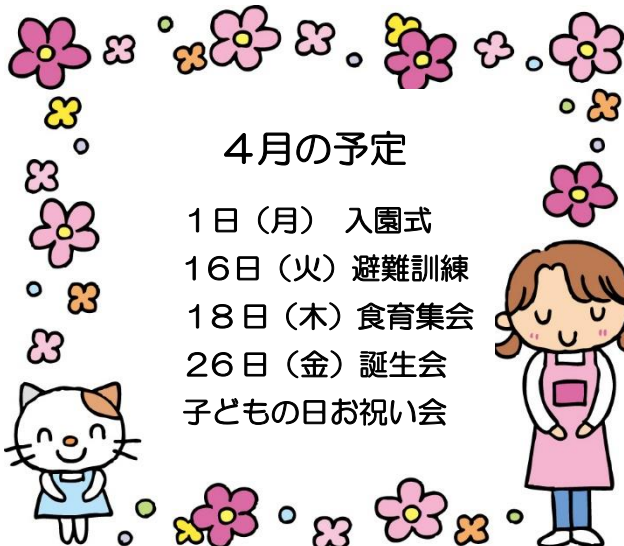 ４月の予定
１日（月）　入園式
１６日（火）避難訓練
１８日（木）食育集会
２６日（金）誕生会
子どもの日お祝い会